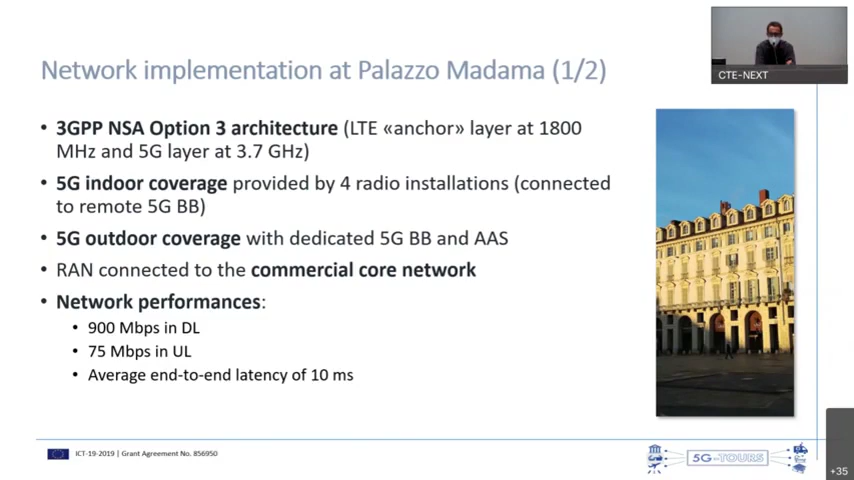 CTE-NEXT
Network implementation at Palazzo Madama (1/2)
• 3GPP NSA Option 3 architecture (LTE «anchor» layer at 1800
MHz and 5G layer at 3.7 GHz)
• 5G indoor coverage provided by 4 radio installations (connected
to remote 5G BB)
• 5G outdoor coverage with dedicated 5G BB and AAS
• RAN connected to the commercial core network
• Network performances:
• 900 Mbps in DL
• 75 Mbps in UL
• Average end-to-end latency of 10 ms
ICT-19-2019 | Grant Agreement No. 856950
5G-TOURS
+35